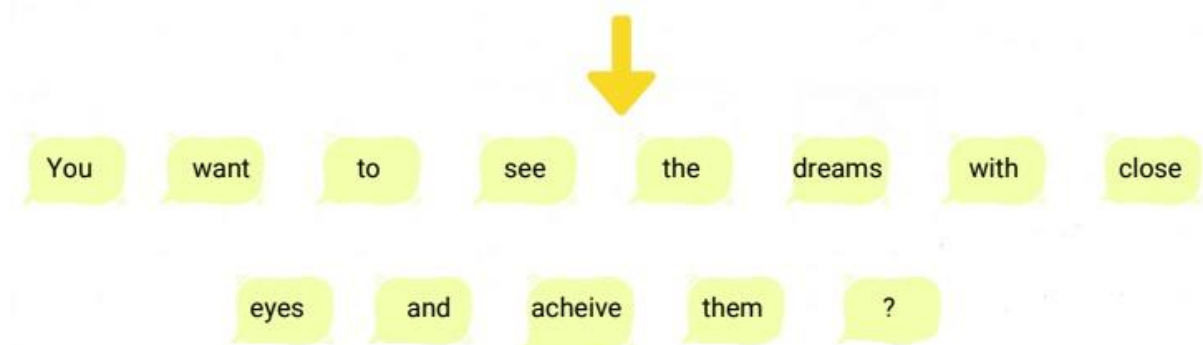 You want to see the dreams with close
eyes and acheive them ?